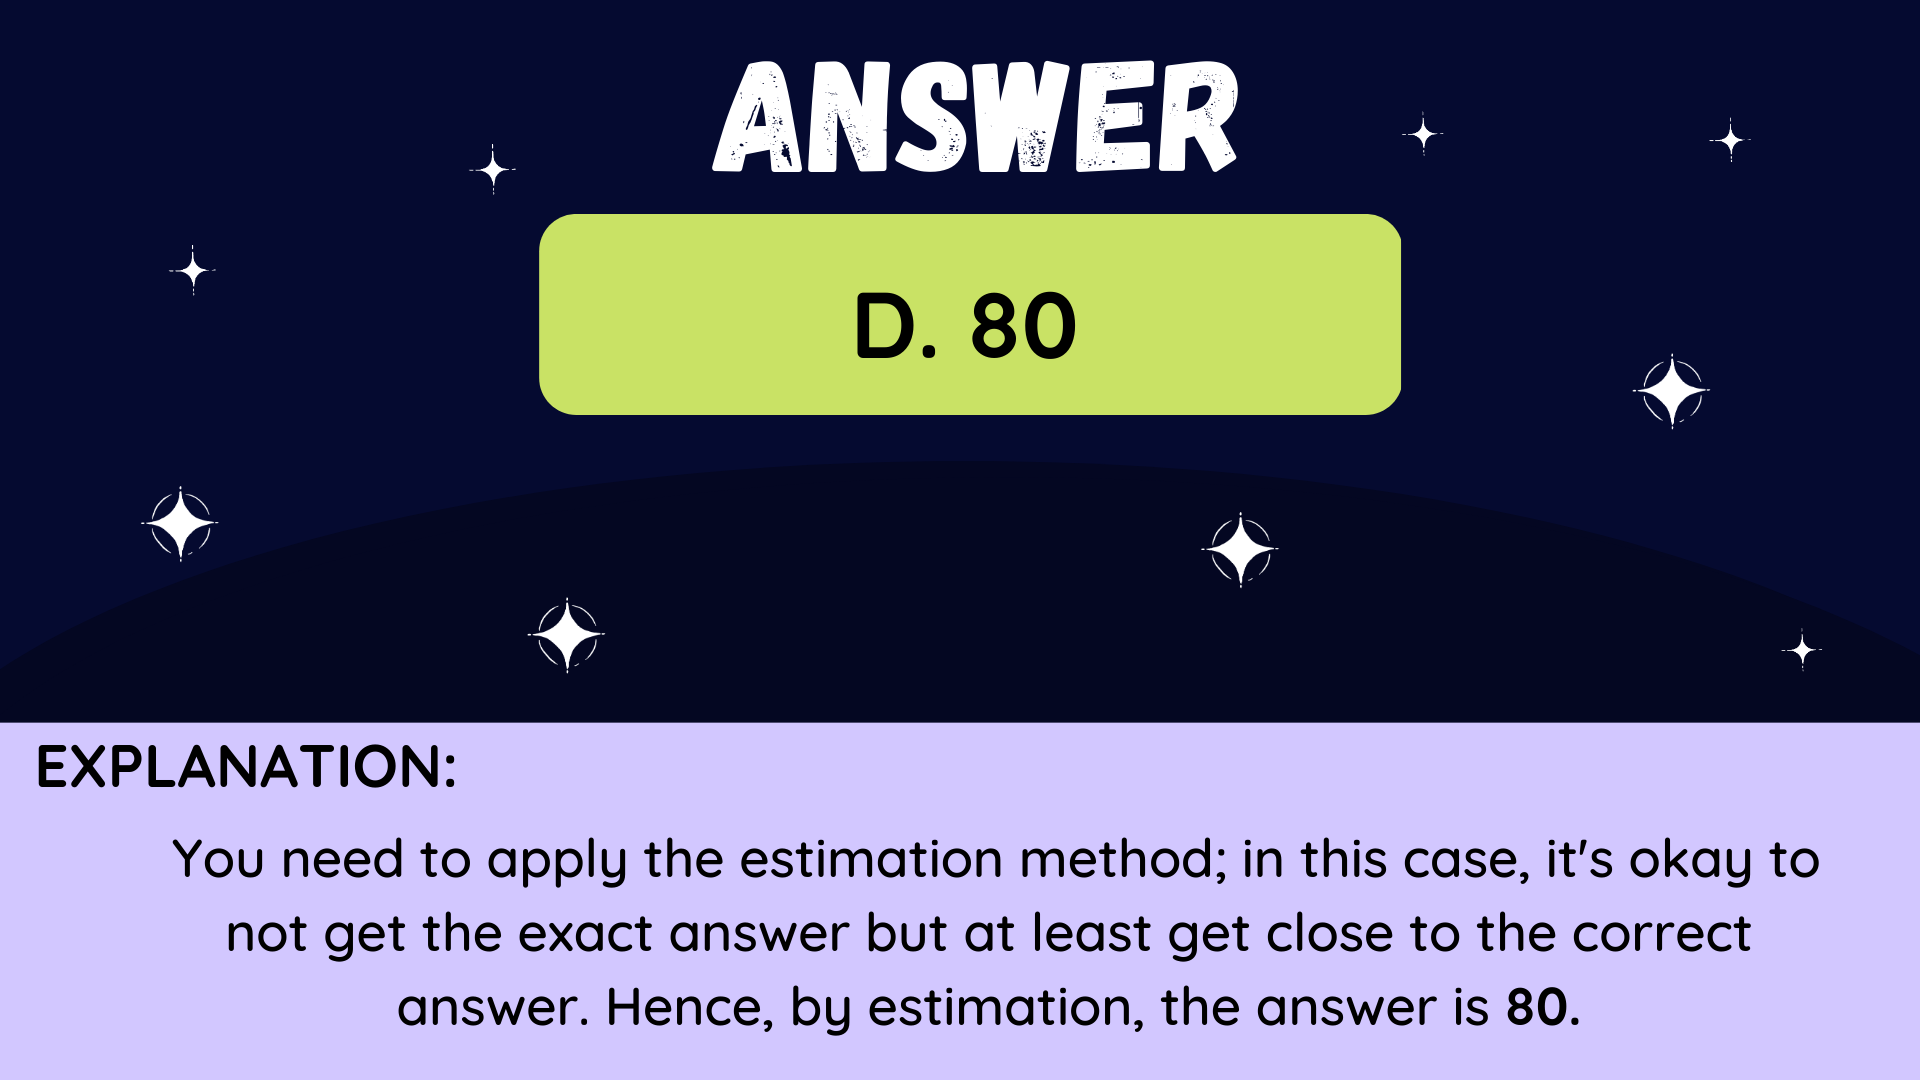 ANSWER
D. 80
EXPLANATION:
You need to apply the estimation method; in this case, it's okay to
not get the exact answer but at least get close to the correct
answer. Hence, by estimation, the answer is 80.